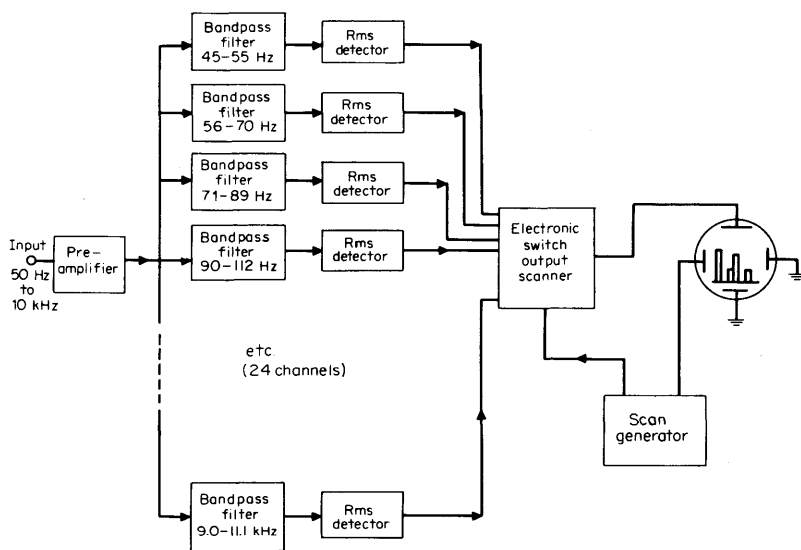 Bandpass
filter
45-55 Hz
Rms
detector
Bandpass
filter
56-70 Hz
Rms
detector
Bandpass
filter
71-89 Hz
Rms
detector
Input
50 Hz
to
10 kHz
Pre-
amplifier
Bandpass
filter
90-112 Hz
Rms
detector
Electronic
switch
output
scanner
etc.
(24 channels)
Scan
generator
Bandpass
filter
9.0-11.1 kHz
Rms
detector